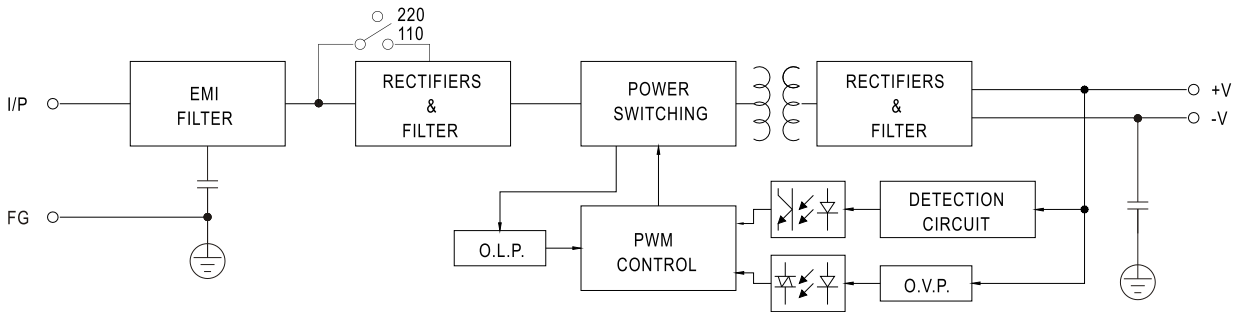 220
110
I/P
EMI
FILTER
RECTIFIERS
&
FILTER
POWER
SWITCHING
RECTIFIERS
&
FILTER
+V
-V
FG
O.L.P.
PWM
CONTROL
DETECTION
CIRCUIT
O.V.P.